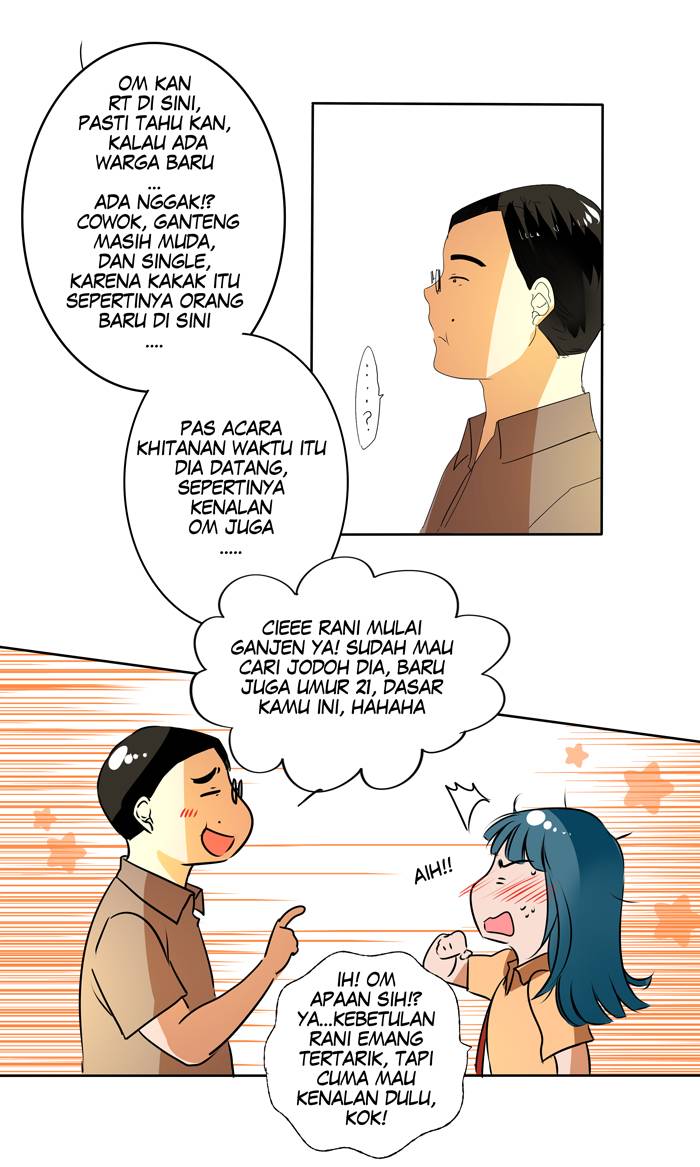 OM KAN
RT DI SINI,
PASTI TAHU KAN,
KALAU ADA
WARGA BARU
...
ADA NGGAK!?
COWOK, GANTENG
MASIH MUDA,
DAN SINGLE,
KARENA KAKAK ITU
SEPERTINYA ORANG
BARU DI SINI
....
......?
PAS ACARA
KHITANAN WAKTU ITU
DIA DATANG,
SEPERTINYA
KENALAN
OM JUGA
.....
CIEEE RANI MULAI
GANJEN YA! SUDAH MAU
CARI JODOH DIA, BARU
JUGA UMUR 21, DASAR
KAMU INI, HAHAHA
AIH!!
IH! OM
APAAN SIH!?
YA...KEBETULAN
RANI EMANG
TERTARIK, TAPI
CUMA MAU
KENALAN DULU,
KOK!